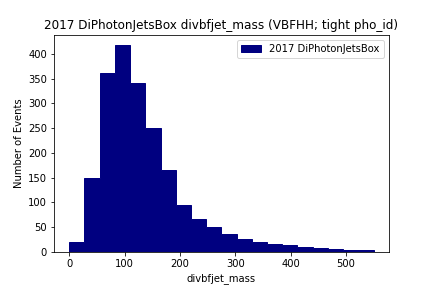 2017 DiPhotonJetsBox divbfjet_mass (VBFHH; tight pho_id)
2017 DiPhotonJetsBox
Number of Events
400
350
300
250
200
150
100
50
0
0 100 200 300 400 500
divbfjet_mass